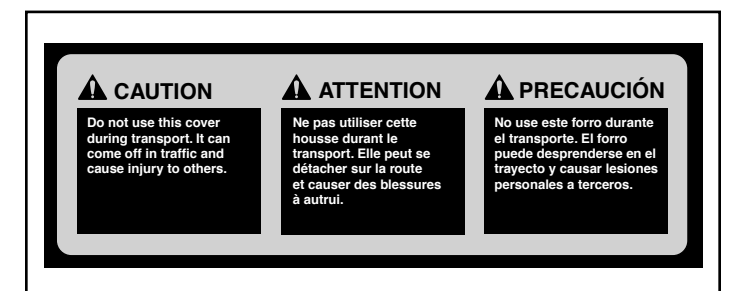 CAUTION
Do not use this cover
during transport. It can
come off in traffic and
cause injury to others.
ATTENTION
Ne pas utiliser cette
housse durant le
transport. Elle peut se
détacher sur la route
et causer des blessures
à autrui.
PRECAUCIÓN
No use este forro durante
el transporte. El forro
puede desprenderse en el
trayecto y causar lesiones
personales a terceros.